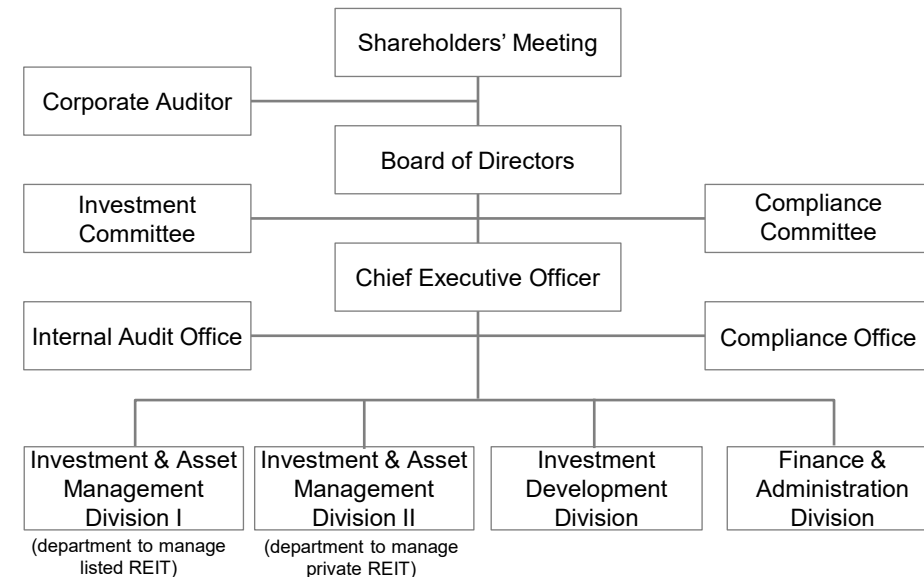 Shareholders’ Meeting
Corporate Auditor
Board of Directors
Investment
Committee
Compliance
Committee
Chief Executive Officer
Internal Audit Office
Compliance Office
Investment & Asset
Management
Division I
(department to manage
listed REIT)
Investment & Asset
Management
Division II
(department to manage
private REIT)
Investment
Development
Division
Finance &
Administration
Division